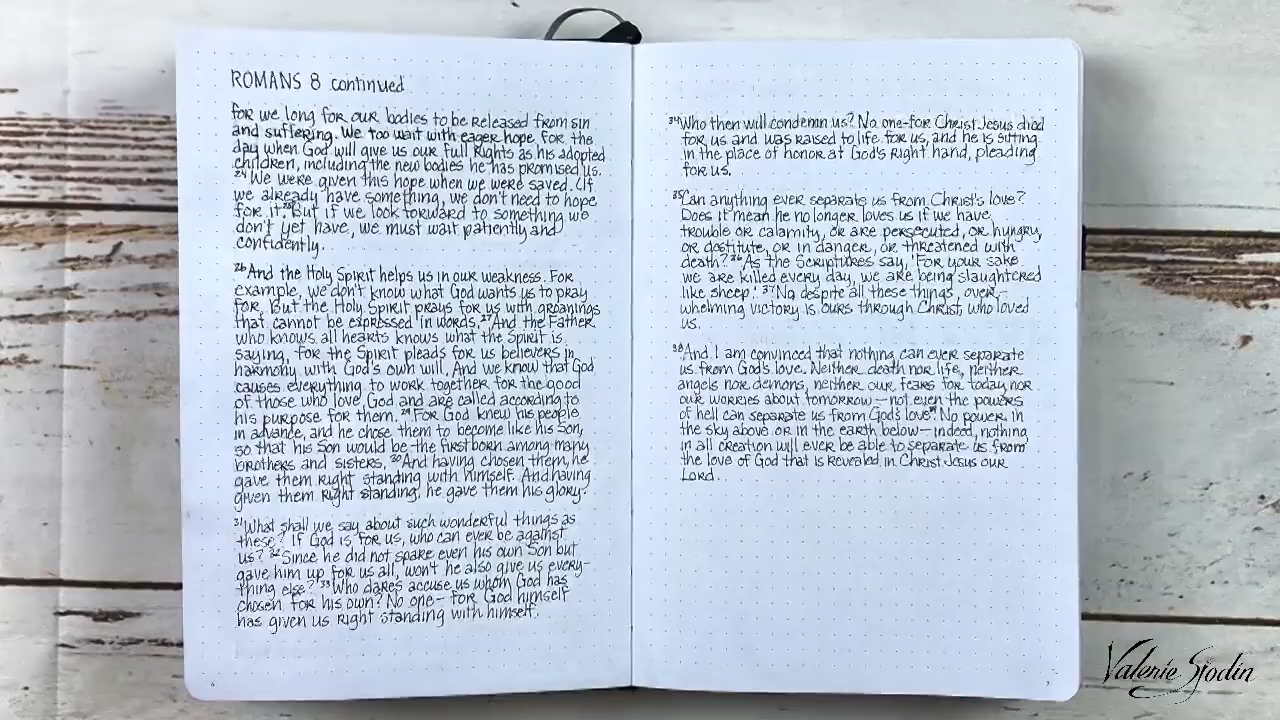 ROMANS 8 continued
for we long for our bodies to be released from sin
and suffering. We too wait with eager hope for the
day when God will give us our full Rights as his adopted
children, including the new bodies he has promised us.
24 We were given this hope when we were saved. (If
we already have something, we don't need to hope
for it. 25 But if we look forward to something we
don't yet have, we must wait patiently and
confidently.
26 And the Holy Spirit helps us in our weakness. For
example, we don't know what God wants us to pray
for. But the Holy Spirit prays for us with groanings
that cannot be expressed in words. 27 And the Father
who knows all hearts knows what the Spirit is
saying, for the Spirit pleads for us believers in
harmony with God's own will. And we know that God
causes everything to work together for the good
of those who love God and are called according to
his purpose for them. 29 For God knew his people
in advance, and he chose them to become like his Son,
so that his Son would be the firstborn among many
brothers and sisters. 30 And having chosen them, he
gave them Right standing with himself. And having
given them Right standing, he gave them his glory.
31 What shall we say about such wonderful things as
these? If God is for us, who can ever be against
us? 32 Since he did not spare even his own Son but
gave him up for us all, won't he also give us every-
thing else? 33 Who dares accuse us whom God has
chosen for his own? No one - for God himself
has given us Right standing with himself.
6
34 Who then will condemn us? No one-for Christ Jesus died
for us and was raised to life for us, and he is sitting
in the place of honor at God's Right hand, pleading
for us.
35 Can anything ever separate us from Christ's love?
Does it mean he no longer loves us if we have
trouble or calamity, or are persecuted, or hungry,
or destitute, or in danger, or threatened with
death? 36 As the Scriptures say, "For your sake
we are killed every day, we are being slaughtered
like sheep." 37 No despite all these things over-
whelming victory is ours through Christ, who loved
us.
38 And I am convinced that nothing can ever separate
us from God's love. Neither death nor life, neither
angels nor demons, neither our fears for today nor
our worries about tomorrow—not even the powers
of hell can separate us from God's love. 39 No power in
the sky above or in the earth below—indeed, nothing
in all creation will ever be able to separate us from
the love of God that is revealed in Christ Jesus our
Lord.
7
Valerie Sjodin